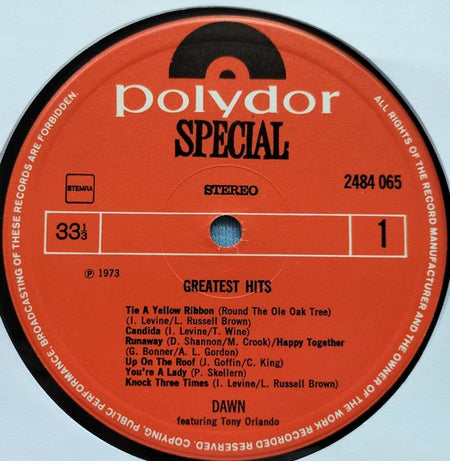 polydor
SPECIAL
STEREO
STEMRA
2484 065
33⅓
1
℗ 1973
GREATEST HITS
Tie A Yellow Ribbon (Round The Ole Oak Tree)
(I. Levine/L. Russell Brown)
Candida (I. Levine/T. Wine)
Runaway (D. Shannon/M. Crook)/Happy Together
(G. Bonner/A. L. Gordon)
Up On The Roof (J. Goffin/C. King)
You're A Lady (P. Skellern)
Knock Three Times (I. Levine/L. Russell Brown)
DAWN
featuring Tony Orlando
ALL RIGHTS OF THE RECORD MANUFACTURER AND THE OWNER OF THE WORK RECORDED RESERVED. COPYING, PUBLIC PERFORMANCE, BROADCASTING OF THESE RECORDS ARE FORBIDDEN.